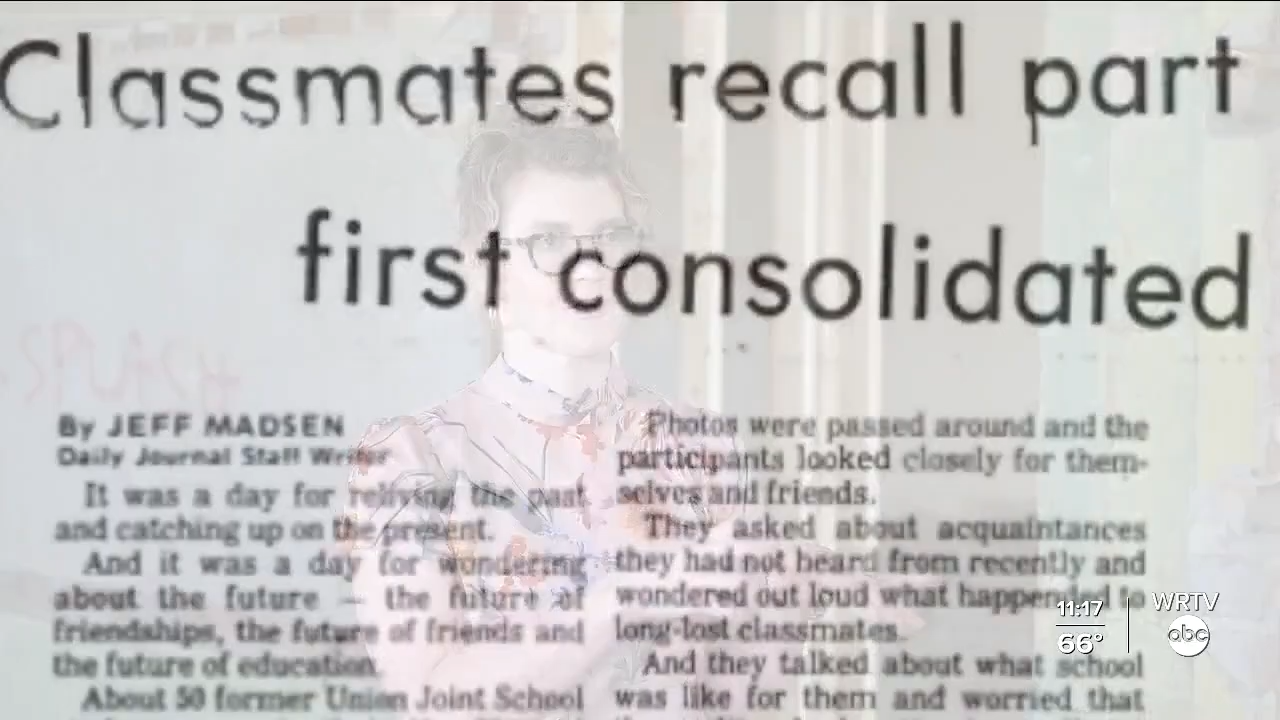 Classmates recall part
first consolidated
By JEFF MADSEN
Daily Journal Staff Writer
It was a day for reliving the past
and catching up on the present.
And it was a day for wondering
about the future — the future of
friendships, the future of friends and
the future of education.
About 50 former Union Joint School
Photos were passed around and the
participants looked closely for them-
selves and friends.
They asked about acquaintances
they had not heard from recently and
wondered out loud what happened to
long-lost classmates.
And they talked about what school
was like for them and worried that
SPLASH
11:17
66°
WRTV
abc